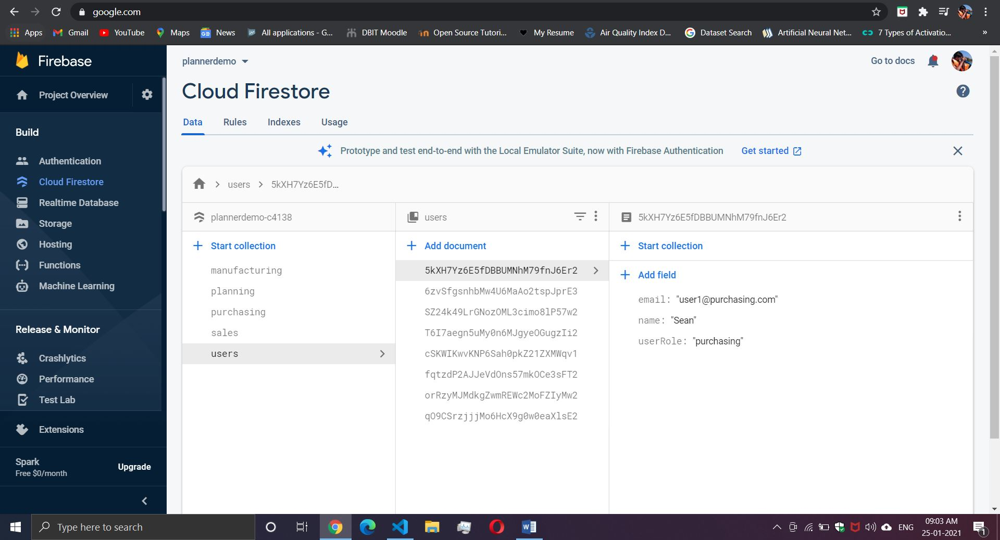 google.com
Apps Gmail YouTube Maps News All applications - G... DBIT Moodle Open Source Tutori... My Resume Air Quality Index D... Dataset Search Artificial Neural Net... 7 Types of Activatio... »
Firebase
Project Overview
Build
Authentication
Cloud Firestore
Realtime Database
Storage
Hosting
Functions
Machine Learning
Release & Monitor
Crashlytics
Performance
Test Lab
Extensions
Spark
Free $0/month
Upgrade
plannerdemo
Go to docs
Cloud Firestore
Data Rules Indexes Usage
Prototype and test end-to-end with the Local Emulator Suite, now with Firebase Authentication Get started
users 5kXH7Yz6E5fD...
plannerdemo-c4138
Start collection
manufacturing
planning
purchasing
sales
users
users
Add document
5kXH7Yz6E5fDBBUMNhM79fnJ6Er2
6zvSfgsnhbMw4U6MaAo2tspJprE3
SZ24k49LrGNozOML3cimo8lP57w2
T6I7aegn5uMy0n6MJgyeOGugzIi2
cSKWIKwvKNP6Sah0pkZ21ZXMWqv1
fqtzdP2AJJeVdOns57mkOCe3sFT2
orRzyMJMdkgZwmREWc2MoFZIyMw2
qO9CSrzjjjMo6HcX9g0w0eaXlsE2
5kXH7Yz6E5fDBBUMNhM79fnJ6Er2
Start collection
Add field
email: "user1@purchasing.com"
name: "Sean"
userRole: "purchasing"
Type here to search
ENG
09:03 AM
25-01-2021
1